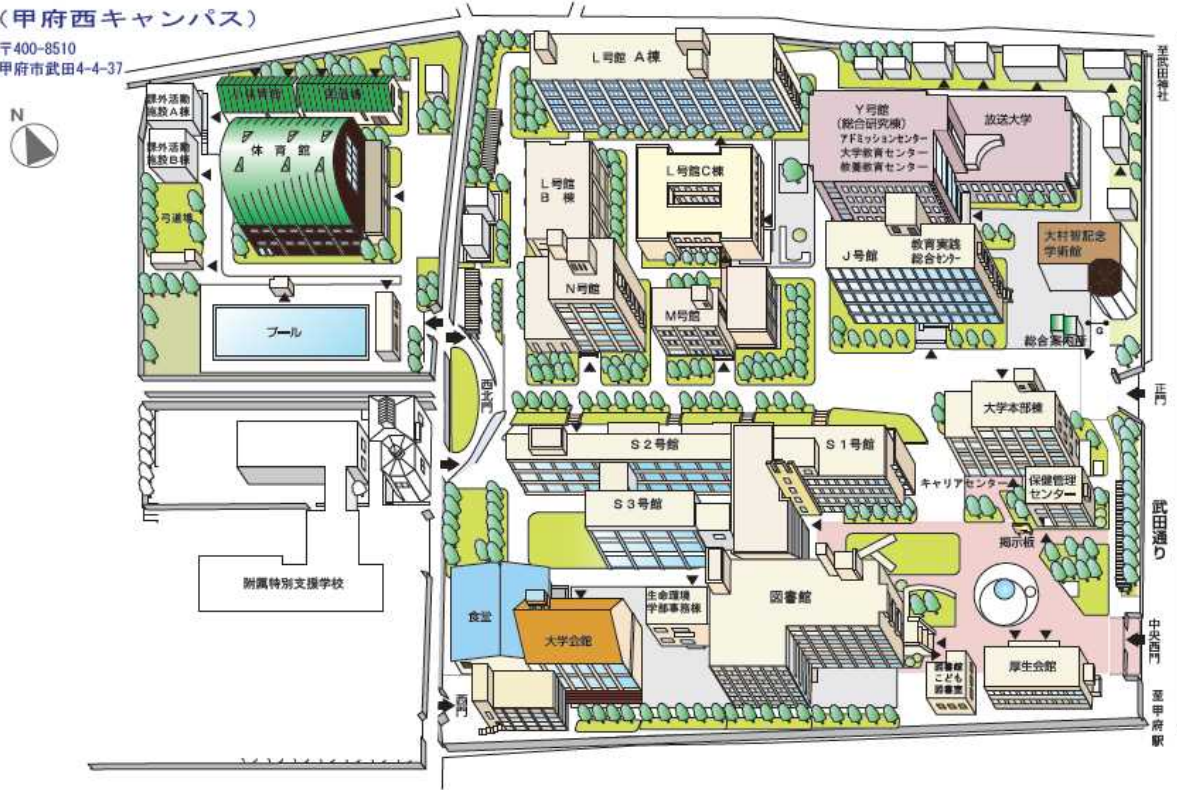 (甲府西キャンパス)
〒400-8510
甲府市武田4-4-37
N
課外活動
施設A棟
課外活動
施設B棟
体育館
弓道場
プール
L号館 A棟
L号館
B 棟
L号館C棟
Y号館
(総合研究棟)
アドミッションセンター
大学教育センター
教養教育センター
放送大学
至武田神社
N号館
M号館
J号館
教育実践
総合センター
大村智記念
学術館
G
総合案内所
西北門
正門
大学本部棟
S2号館
S1号館
キャリアセンター
保健管理
センター
S3号館
掲示板
武田通り
附属特別支援学校
食堂
大学会館
生命環境
学部事務棟
図書館
中央西門
図書館
こども
図書室
厚生会館
西門
至甲府駅